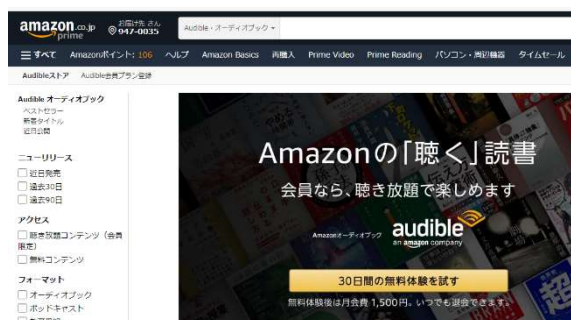 amazon.co.jp
prime
お届け先 さん
947-0035
Audible・オーディオブック
すべて Amazonポイント: 106 ヘルプ Amazon Basics 再購入 Prime Video Prime Reading パソコン・周辺機器 タイムセール
Audibleストア Audible会員プラン登録
Audible オーディオブック
ベストセラー
新着タイトル
近日公開
ニューリリース
近日発売
過去30日
過去90日
アクセス
聴き放題コンテンツ（会員
限定）
無料コンテンツ
フォーマット
オーディオブック
ポッドキャスト
Amazonの「聴く」読書
会員なら、聴き放題で楽しめます
Amazonオーディオブック
audible
an amazon company
30日間の無料体験を試す
無料体験後は月会費 1,500円。いつでも退会できます。